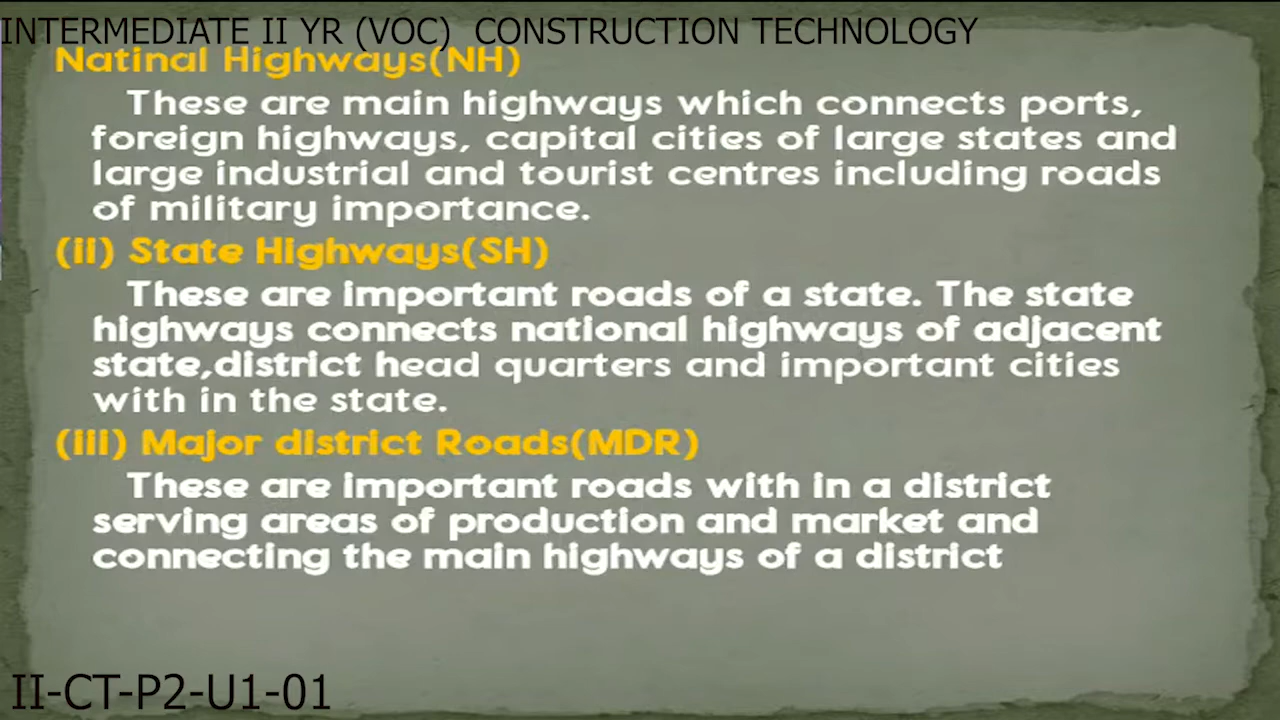 INTERMEDIATE II YR (VOC) CONSTRUCTION TECHNOLOGY
Natinal Highways(NH)
These are main highways which connects ports,
foreign highways, capital cities of large states and
large industrial and tourist centres including roads
of military importance.
(ii) State Highways(SH)
These are important roads of a state. The state
highways connects national highways of adjacent
state,district head quarters and important cities
with in the state.
(iii) Major district Roads(MDR)
These are important roads with in a district
serving areas of production and market and
connecting the main highways of a district
II-CT-P2-U1-01